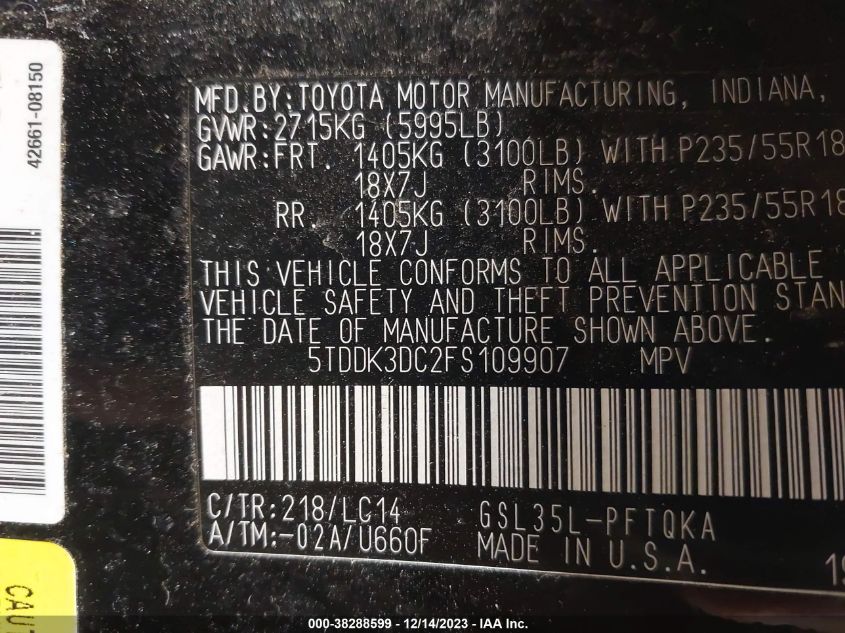 42661-08150
MFD.BY:TOYOTA MOTOR MANUFACTURING, INDIANA,
GVWR:2715KG (5995LB)
GAWR:FRT. 1405KG (3100LB) WITH P235/55R18
18X7J RIMS.
RR. 1405KG (3100LB) WITH P235/55R18
18X7J RIMS.
THIS VEHICLE CONFORMS TO ALL APPLICABLE
VEHICLE SAFETY AND THEFT PREVENTION STAN
THE DATE OF MANUFACTURE SHOWN ABOVE.
5TDDK3DC2FS109907 MPV
C/TR:218/LG14 GSL35L-PFTQKA
A/TM:-02A/U660F MADE IN U.S.A.
19
CAU
000-38288599 - 12/14/2023 - IAA Inc.